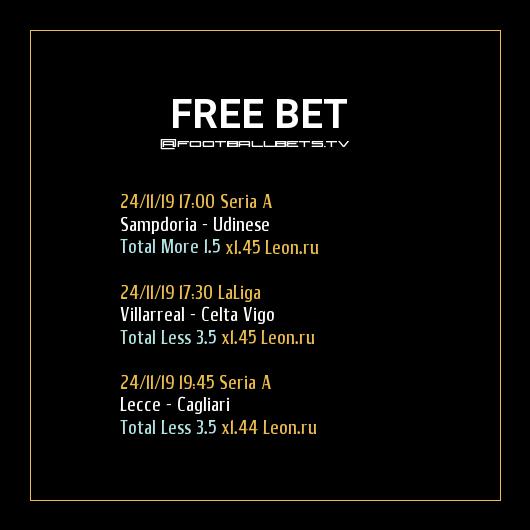 FREE BET
@FOOTBALLBETS.TV
24/11/19 17:00 Seria A
Sampdoria - Udinese
Total More 1.5 x1.45 Leon.ru
24/11/19 17:30 LaLiga
Villarreal - Celta Vigo
Total Less 3.5 x1.45 Leon.ru
24/11/19 19:45 Seria A
Lecce - Cagliari
Total Less 3.5 x1.44 Leon.ru